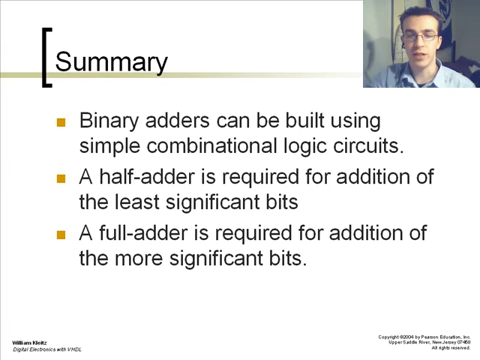 Summary
Binary adders can be built using
simple combinational logic circuits.
A half-adder is required for addition of
the least significant bits
A full-adder is required for addition of
the more significant bits.
William Kleitz
Digital Electronics with VHDL
Copyright ©2004 by Pearson Education, Inc.
Upper Saddle River, New Jersey 07458
All rights reserved.